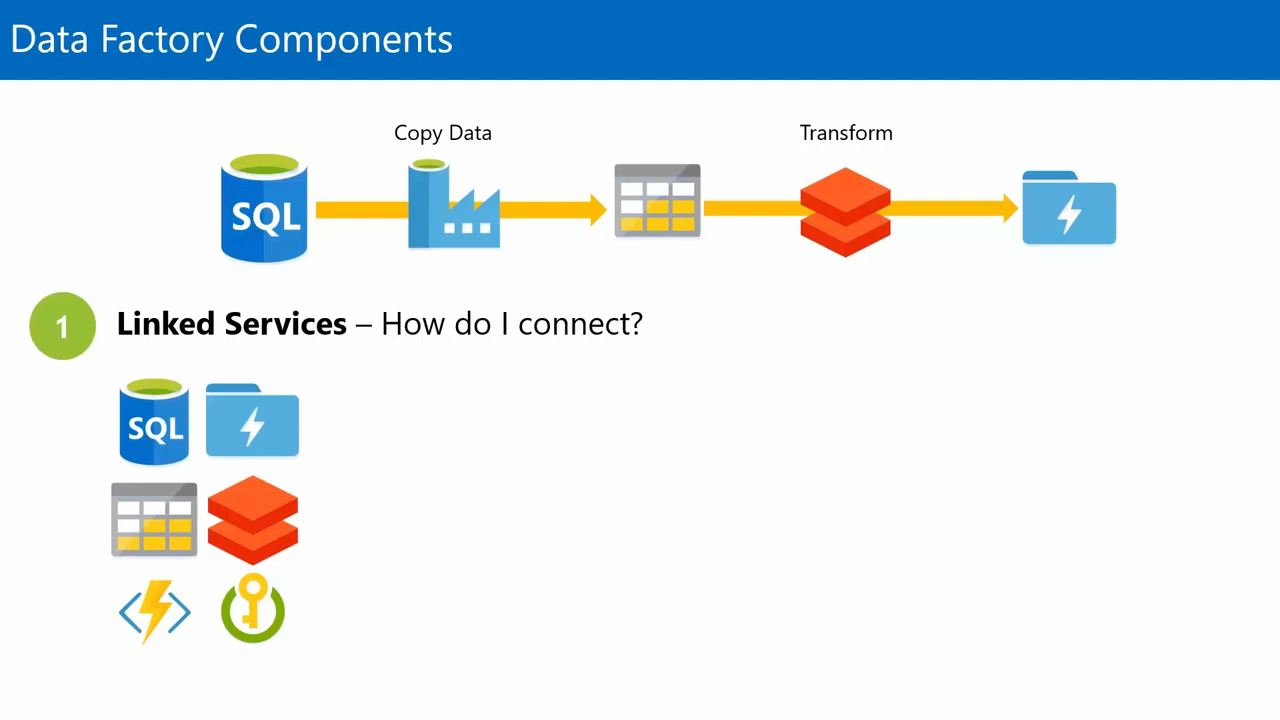 Data Factory Components
Copy Data
Transform
SQL
1
Linked Services – How do I connect?
SQL